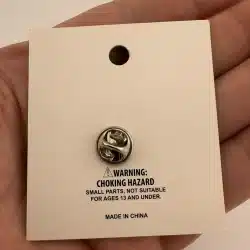 ⚠WARNING:
CHOKING HAZARD
SMALL PARTS, NOT SUITABLE
FOR AGES 13 AND UNDER.
MADE IN CHINA